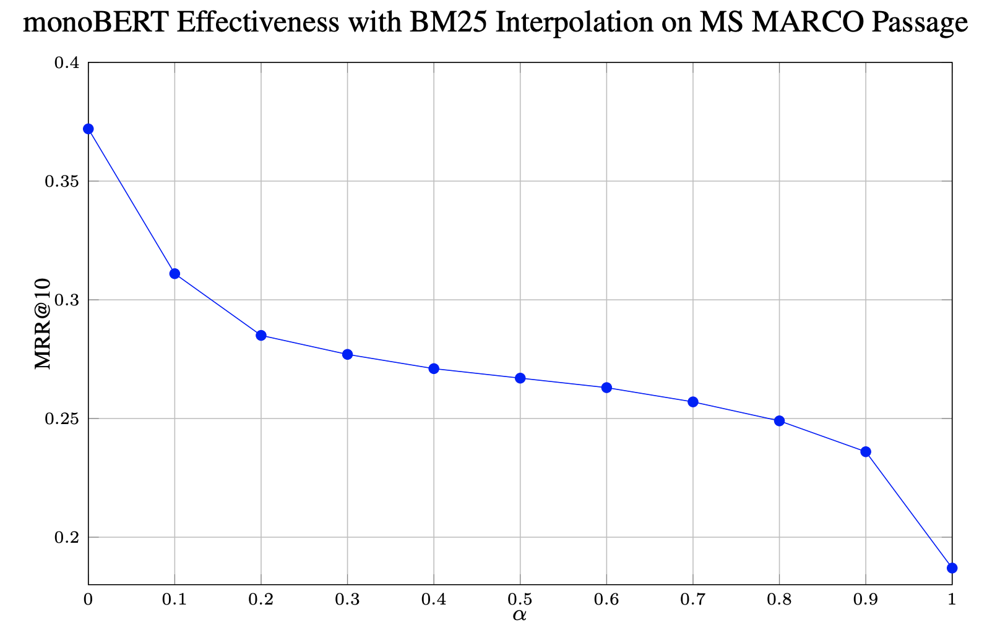 monoBERT Effectiveness with BM25 Interpolation on MS MARCO Passage
0.4
0.35
0.3
0.25
0.2
MRR@10
0 0.1 0.2 0.3 0.4 0.5 0.6 0.7 0.8 0.9 1
α